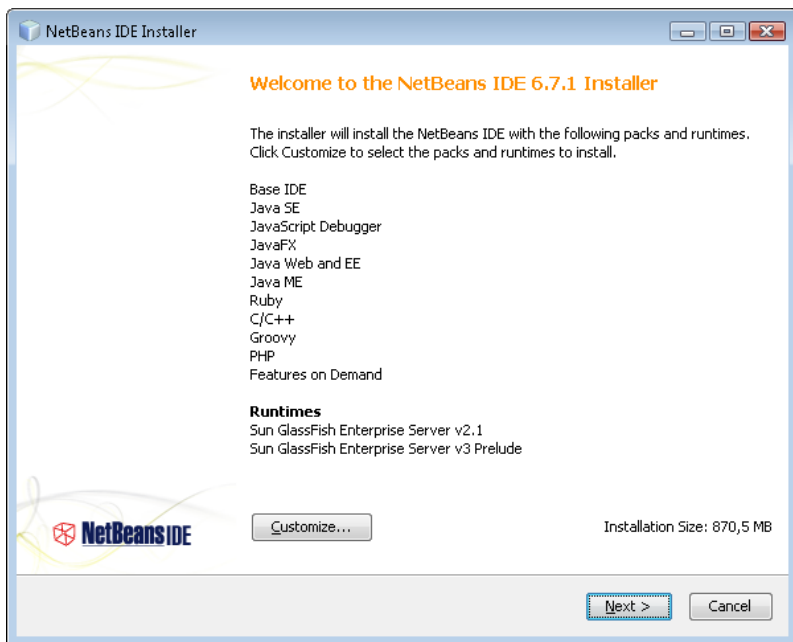 NetBeans IDE Installer
Welcome to the NetBeans IDE 6.7.1 Installer
The installer will install the NetBeans IDE with the following packs and runtimes.
Click Customize to select the packs and runtimes to install.
Base IDE
Java SE
JavaScript Debugger
JavaFX
Java Web and EE
Java ME
Ruby
C/C++
Groovy
PHP
Features on Demand
Runtimes
Sun GlassFish Enterprise Server v2.1
Sun GlassFish Enterprise Server v3 Prelude
NetBeans IDE
Customize...
Installation Size: 870,5 MB
Next >
Cancel